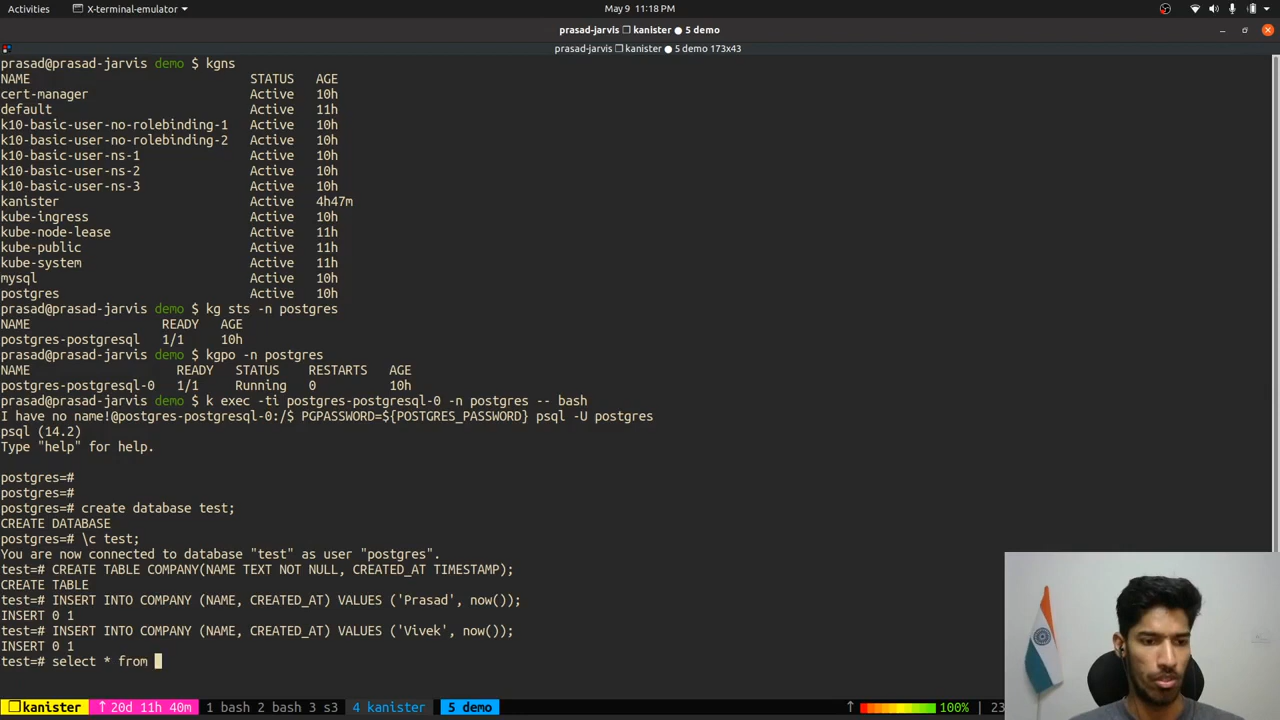 Activities X-terminal-emulator May 9 11:18 PM
prasad-jarvis ❐ kanister ● 5 demo
prasad-jarvis ❐ kanister ● 5 demo 173x43
prasad@prasad-jarvis demo $ kgns
NAME STATUS AGE
cert-manager Active 10h
default Active 11h
k10-basic-user-no-rolebinding-1 Active 10h
k10-basic-user-no-rolebinding-2 Active 10h
k10-basic-user-ns-1 Active 10h
k10-basic-user-ns-2 Active 10h
k10-basic-user-ns-3 Active 10h
kanister Active 4h47m
kube-ingress Active 10h
kube-node-lease Active 11h
kube-public Active 11h
kube-system Active 11h
mysql Active 10h
postgres Active 10h
prasad@prasad-jarvis demo $ kg sts -n postgres
NAME READY AGE
postgres-postgresql 1/1 10h
prasad@prasad-jarvis demo $ kgpo -n postgres
NAME READY STATUS RESTARTS AGE
postgres-postgresql-0 1/1 Running 0 10h
prasad@prasad-jarvis demo $ k exec -ti postgres-postgresql-0 -n postgres -- bash
I have no name!@postgres-postgresql-0:/$ PGPASSWORD=${POSTGRES_PASSWORD} psql -U postgres
psql (14.2)
Type "help" for help.
postgres=#
postgres=#
postgres=# create database test;
CREATE DATABASE
postgres=# \c test;
You are now connected to database "test" as user "postgres".
test=# CREATE TABLE COMPANY(NAME TEXT NOT NULL, CREATED_AT TIMESTAMP);
CREATE TABLE
test=# INSERT INTO COMPANY (NAME, CREATED_AT) VALUES ('Prasad', now());
INSERT 0 1
test=# INSERT INTO COMPANY (NAME, CREATED_AT) VALUES ('Vivek', now());
INSERT 0 1
test=# select * from
❐ kanister ↑ 20d 11h 40m 1 bash 2 bash 3 s3 4 kanister 5 demo ↑ 100% | 23